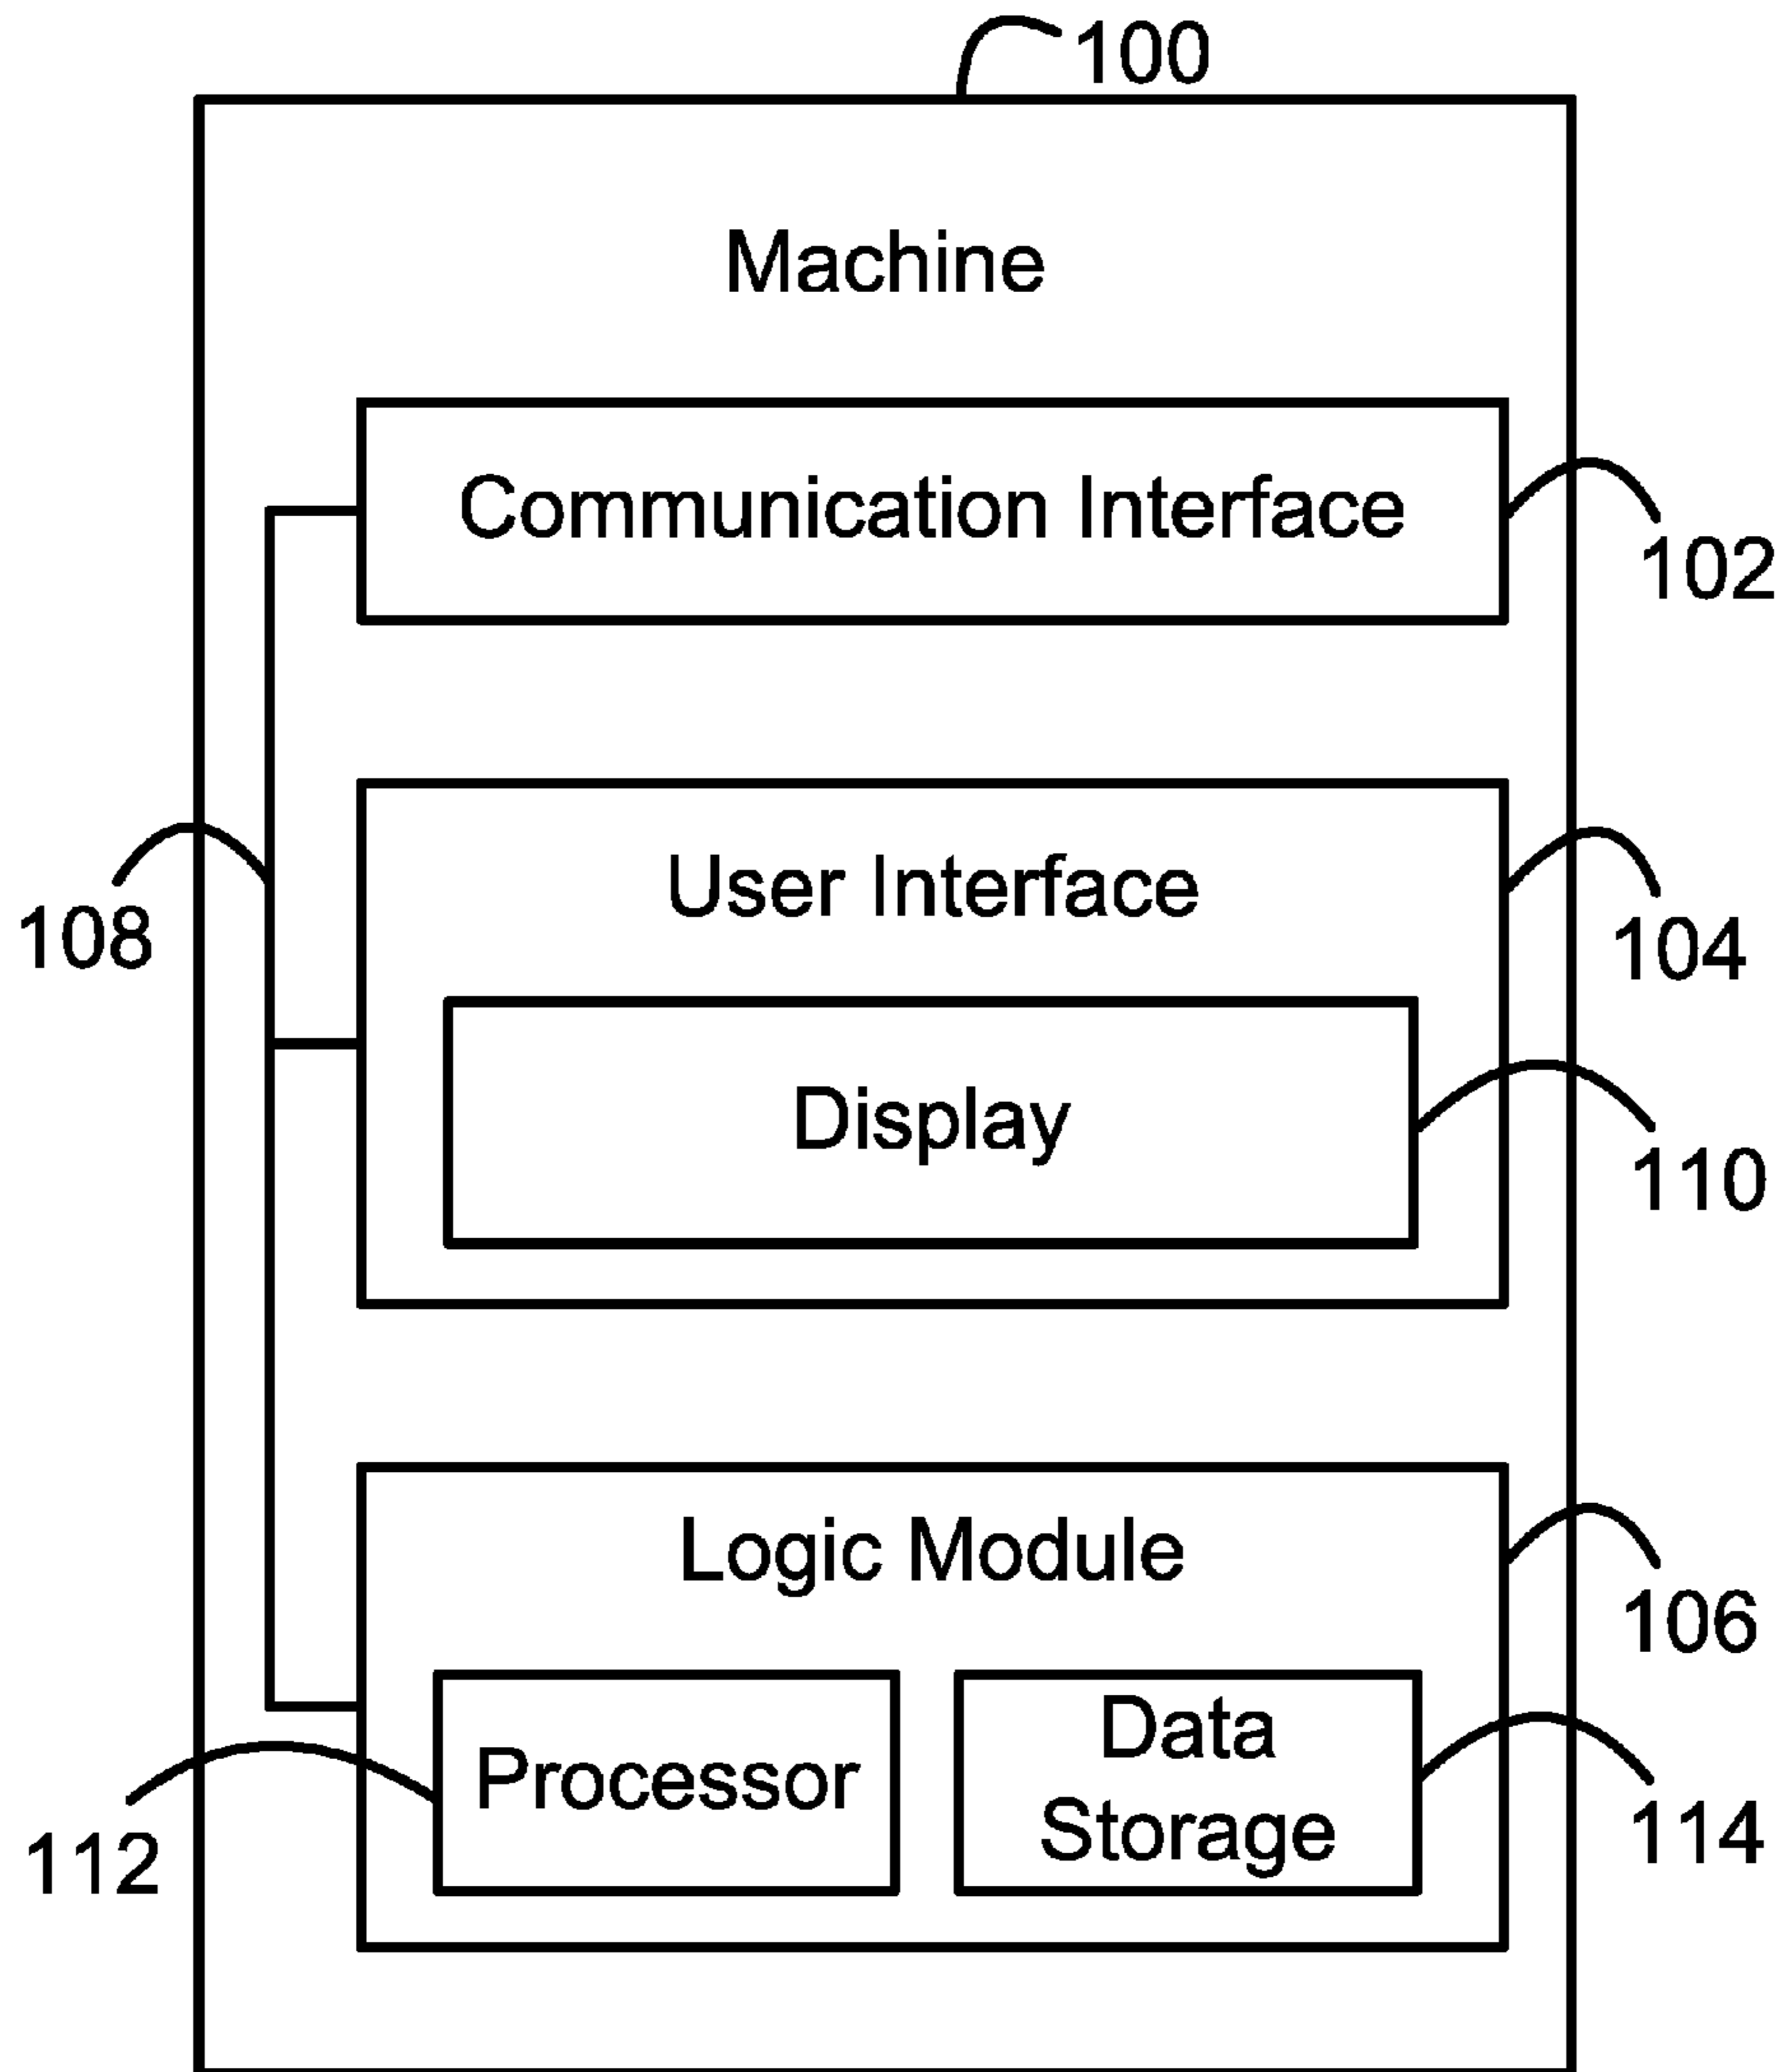 100
Machine
Communication Interface
102
User Interface
108
104
Display
110
Logic Module
106
Processor
Data
Storage
112
114